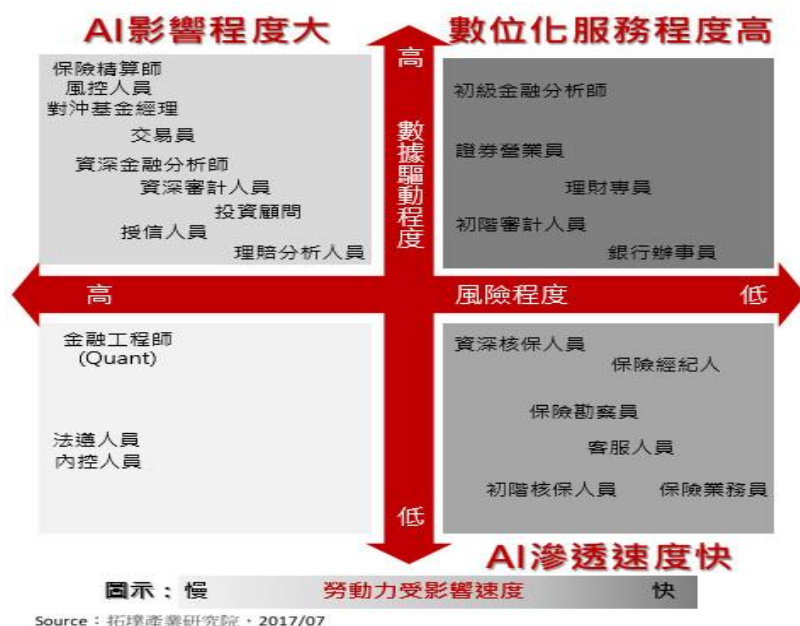 AI影響程度大
數位化服務程度高
高
數據驅動程度
低
高
風險程度
低
保險精算師
風控人員
對沖基金經理
交易員
資深金融分析師
資深審計人員
投資顧問
授信人員
理賠分析人員
初級金融分析師
證券營業員
理財專員
初階審計人員
銀行辦事員
金融工程師
(Quant)
法遵人員
內控人員
資深核保人員
保險經紀人
保險勘察員
客服人員
初階核保人員
保險業務員
AI滲透速度快
圖示：慢 勞動力受影響速度 快
Source：拓墣產業研究院，2017/07